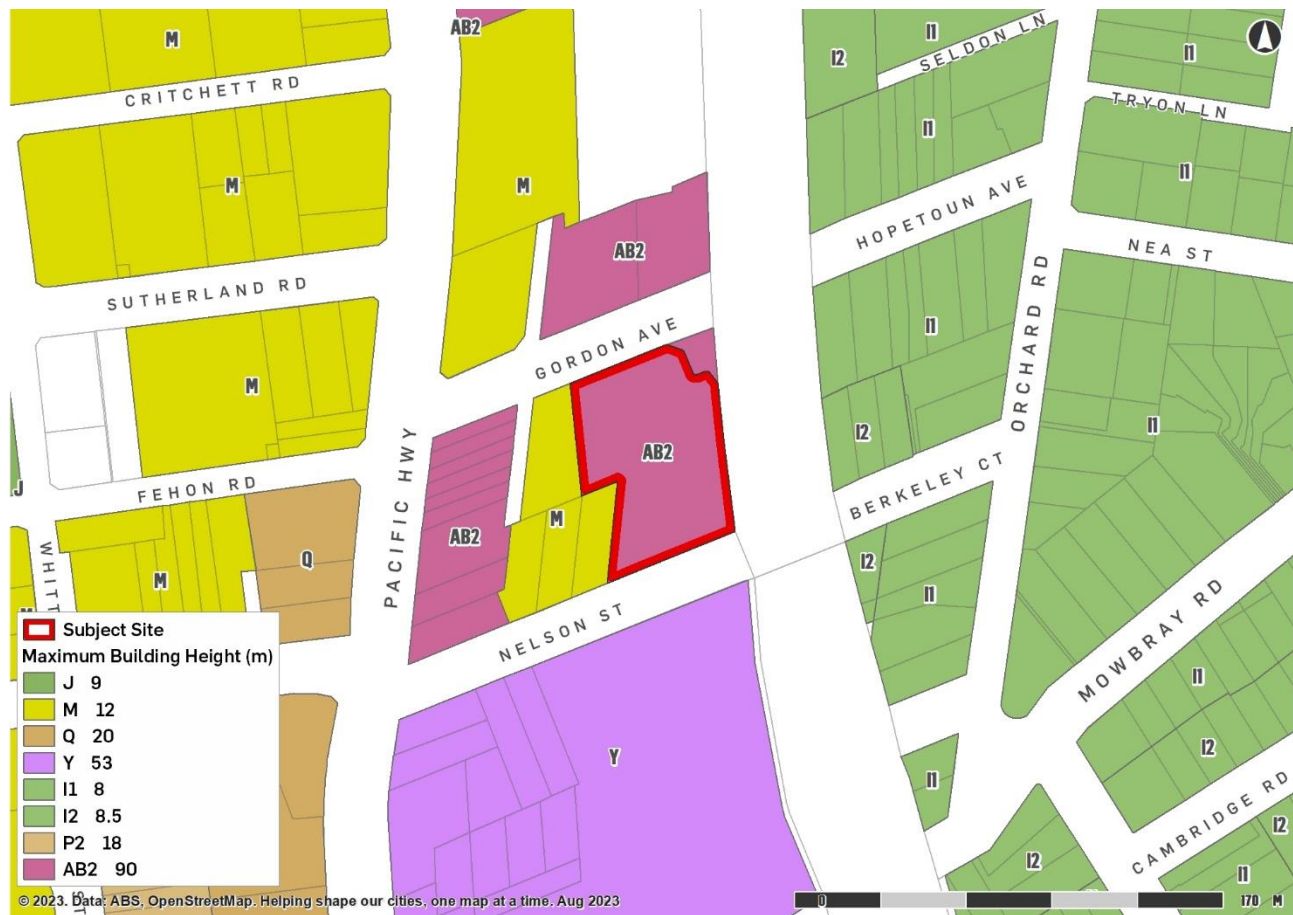 AB2
M
I2
I1
SELDON LN
I1
CRITCHETT RD
TRYON LN
I1
I1
M
M
HOPETOUN AVE
AB2
NEA ST
SUTHERLAND RD
ORCHARD RD
I1
GORDON AVE
M
I1
I2
PACIFIC HWY
AB2
BERKELEY CT
J
FEHON RD
M
AB2
Q
M
I2
I1
NELSON ST
MOWBRAY RD
I1
I2
Y
I1
I2
CAMBRIDGE RD
I2
I1
WHITT
M
ST
Subject Site
Maximum Building Height (m)
J 9
M 12
Q 20
Y 53
I1 8
I2 8.5
P2 18
AB2 90
© 2023. Data: ABS, OpenStreetMap. Helping shape our cities, one map at a time. Aug 2023
0 170 M